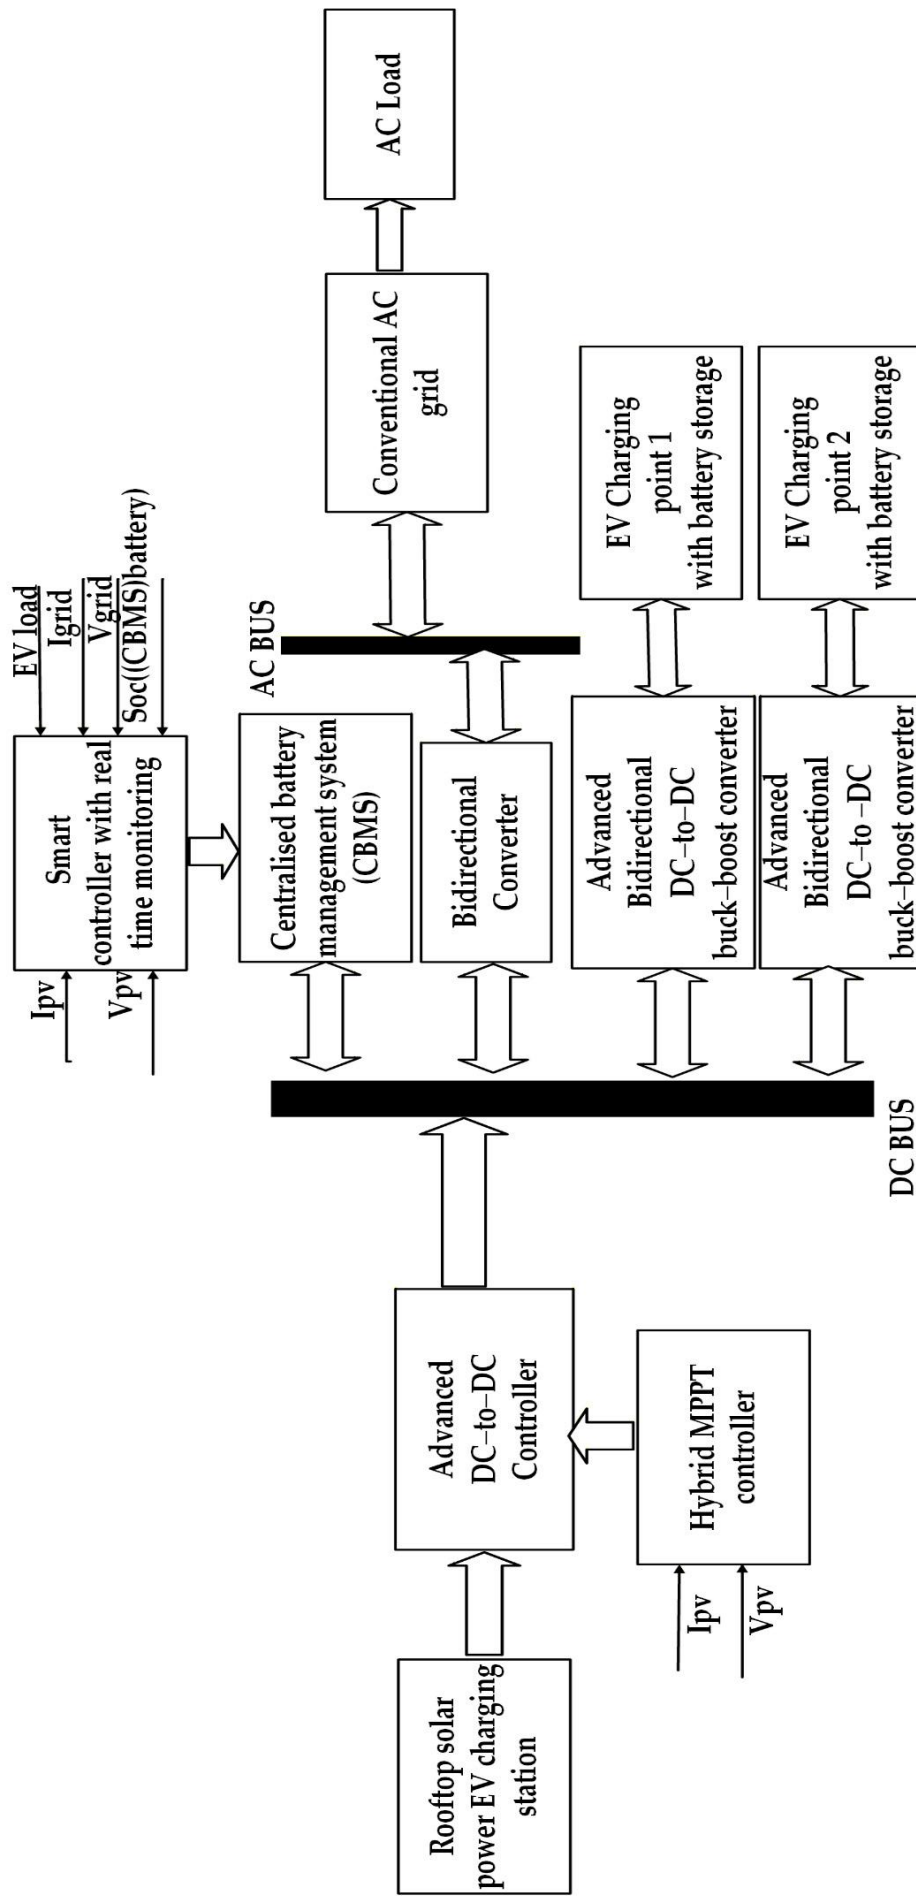 Rooftop solar
power EV charging
station
Advanced
DC–to–DC
Controller
Hybrid MPPT
controller
Ipv
Vpv
DC BUS
Ipv
Vpv
Smart
controller with real
time monitoring
EV load
Igrid
Vgrid
Soc((CBMS)battery)
Centralised battery
management system
(CBMS)
Bidirectional
Converter
AC BUS
Conventional AC
grid
AC Load
Advanced
Bidirectional
DC–to–DC
buck–boost converter
EV Charging
point 1
with battery storage
Advanced
Bidirectional
DC–to –DC
buck–boost converter
EV Charging
point 2
with battery storage